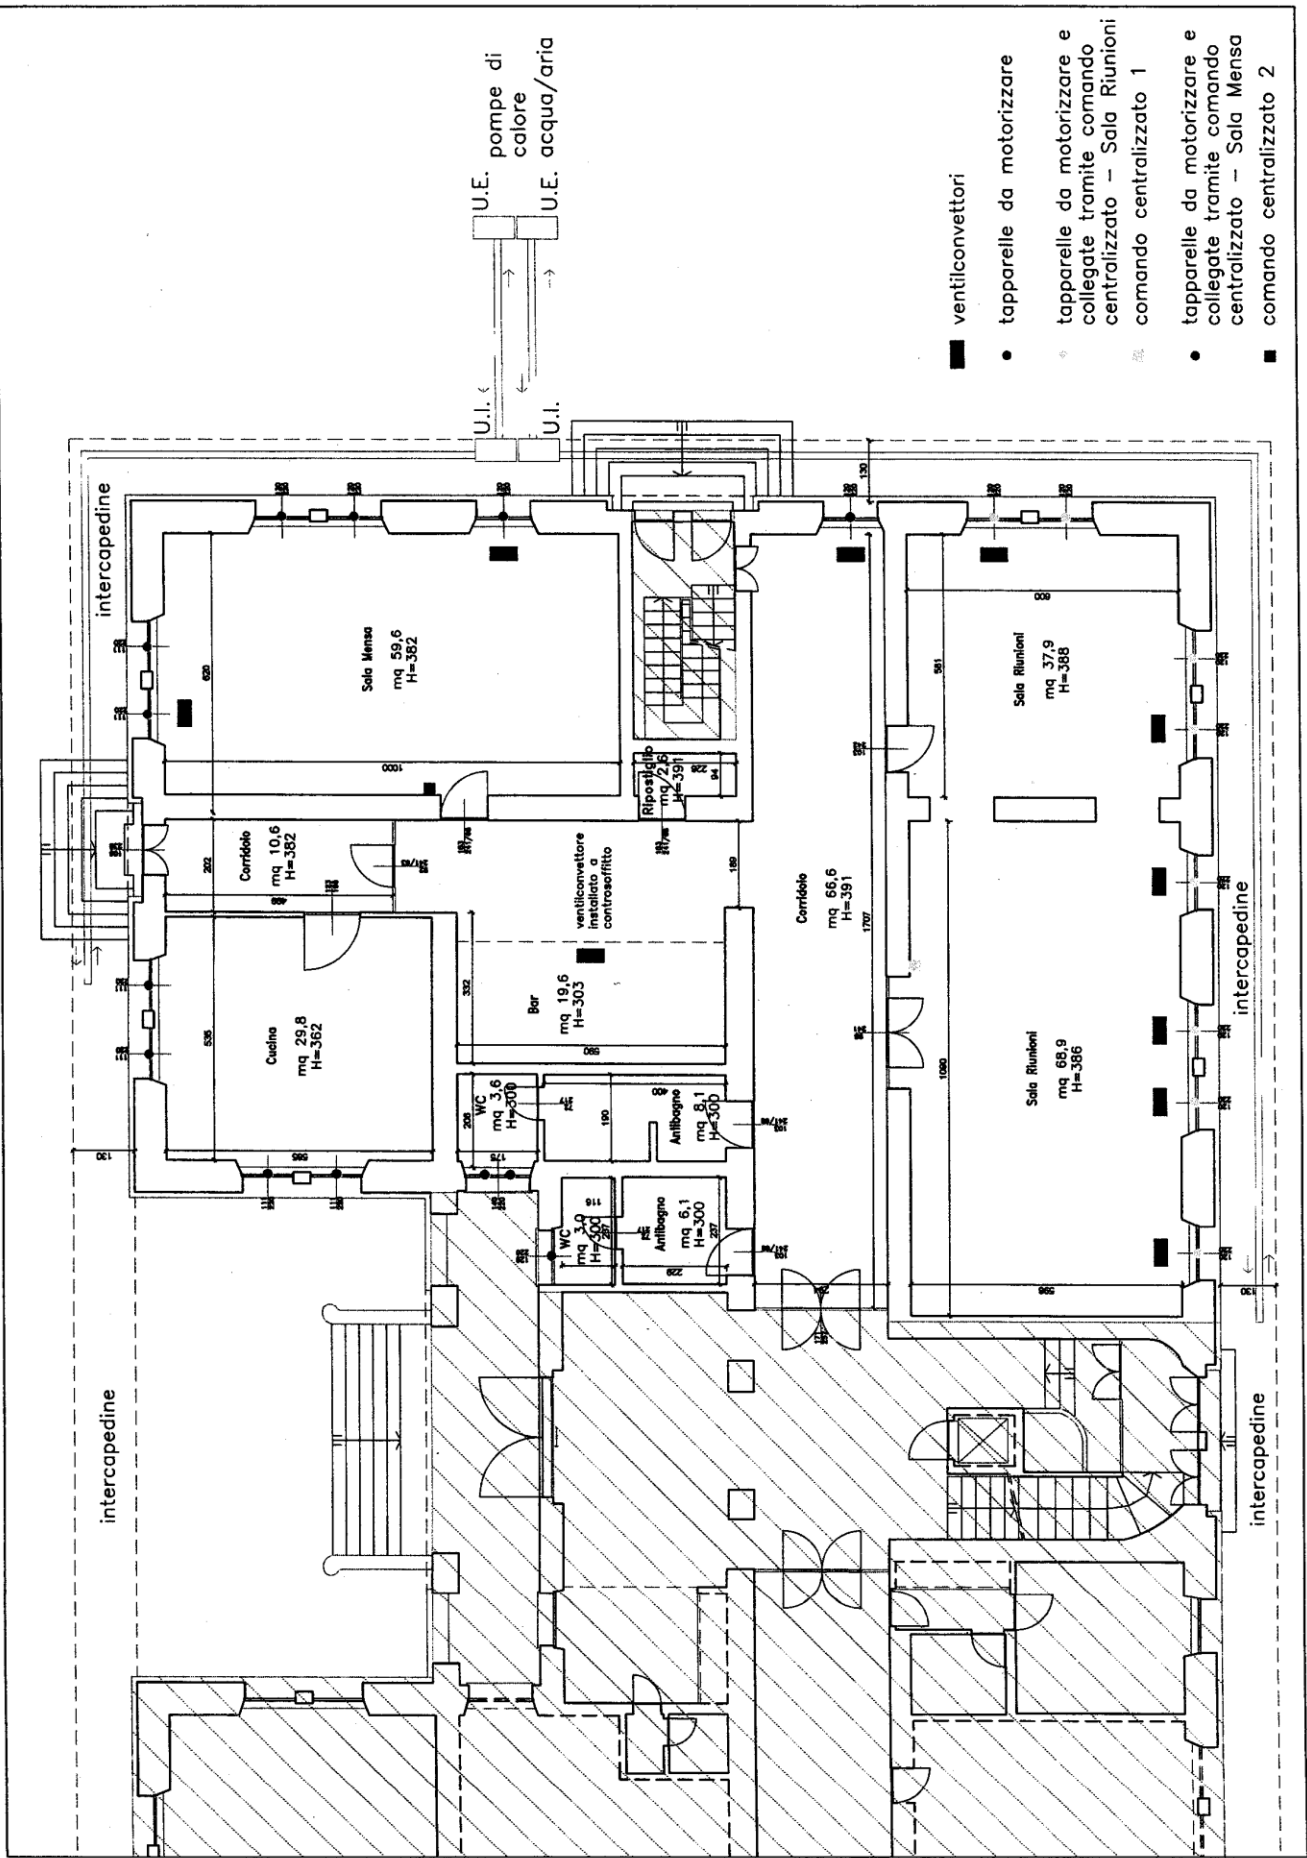 U.E.
U.E.
pompe di
calore
acqua/aria
U.I.
U.I.
intercapedine
intercapedine
intercapedine
intercapedine
Sala Mensa
mq 59,6
H=382
620
1000
Corridoio
mq 10,6
H=382
202
Cucina
mq 29,8
H=362
535
565
130
Bar
mq 19,6
H=303
332
590
ventilconvettore
installato a
controsoffitto
Ripostiglio
mq 2,6
H=391
94
189
Corridoio
mq 66,6
H=391
1707
130
WC
mq 3,6
H=300
208
175
Antibagno
mq 8,1
H=300
190
WC
mq 3,0
H=300
116
Antibagno
mq 6,1
H=300
237
229
Sala Riunioni
mq 37,9
H=388
581
600
Sala Riunioni
mq 68,9
H=386
1090
598
130
ventilconvettori
tapparelle da motorizzare
tapparelle da motorizzare e
collegate tramite comando
centralizzato – Sala Riunioni
comando centralizzato 1
tapparelle da motorizzare e
collegate tramite comando
centralizzato – Sala Mensa
comando centralizzato 2